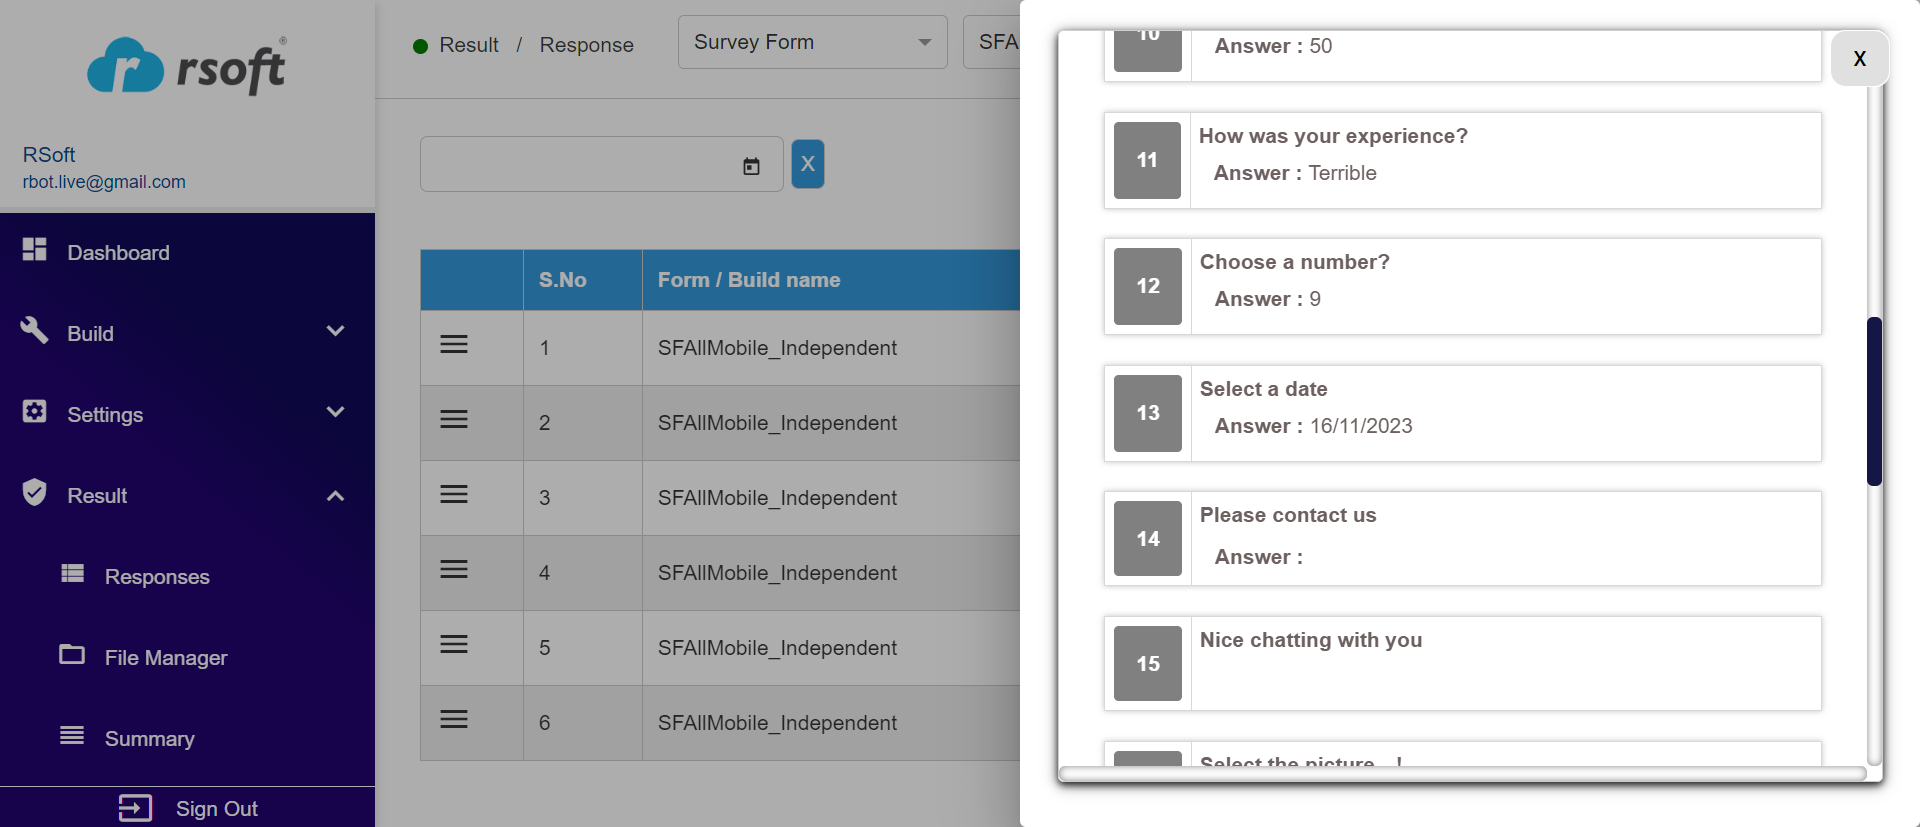 rsoft®
RSoft
rbot.live@gmail.com
Dashboard
Build
Settings
Result
Responses
File Manager
Summary
Sign Out
Result / Response
Survey Form
SFA
X
S.No Form / Build name
1 SFAllMobile_Independent
2 SFAllMobile_Independent
3 SFAllMobile_Independent
4 SFAllMobile_Independent
5 SFAllMobile_Independent
6 SFAllMobile_Independent
X
10
Answer : 50
11
How was your experience?
Answer : Terrible
12
Choose a number?
Answer : 9
13
Select a date
Answer : 16/11/2023
14
Please contact us
Answer :
15
Nice chatting with you
Select the picture...!